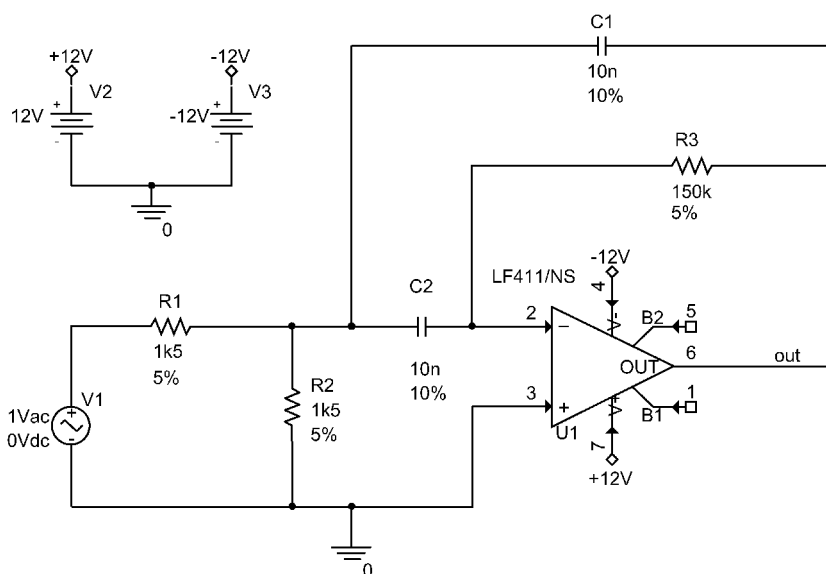 C1
10n
10%
+12V
V2
12V
+
-
-12V
V3
-12V
+
-
0
R3
150k
5%
LF411/NS
-12V
4
V-
R1
1k5
5%
C2
10n
10%
2
−
B2
5
OUT
6
out
V1
1Vac
0Vdc
+
-
R2
1k5
5%
3
+
U1
V+
B1
1
7
+12V
0